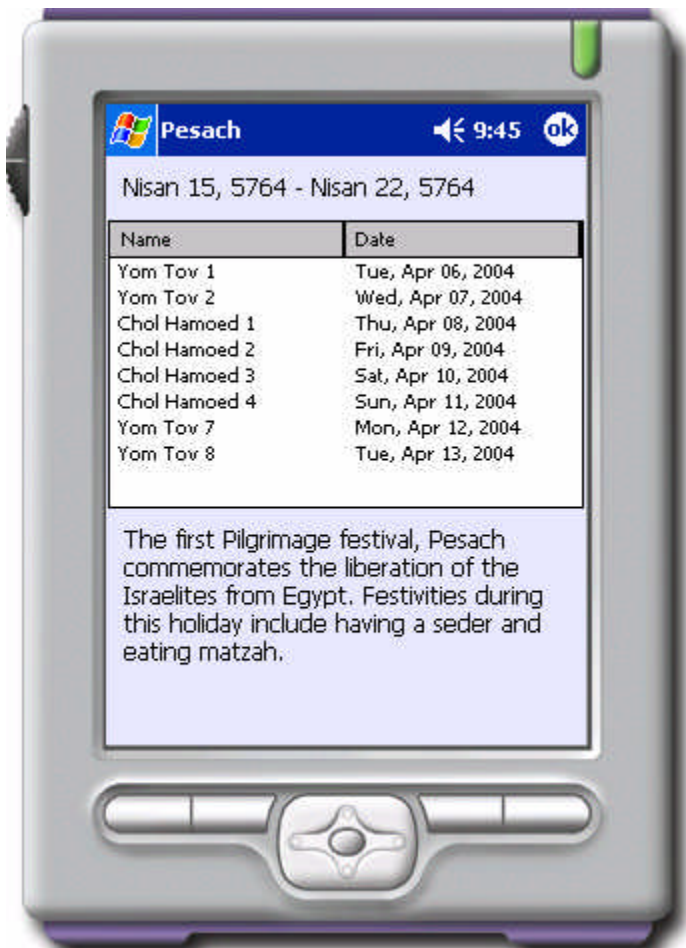 Pesach 9:45 ok
Nisan 15, 5764 - Nisan 22, 5764
Name Date
Yom Tov 1 Tue, Apr 06, 2004
Yom Tov 2 Wed, Apr 07, 2004
Chol Hamoed 1 Thu, Apr 08, 2004
Chol Hamoed 2 Fri, Apr 09, 2004
Chol Hamoed 3 Sat, Apr 10, 2004
Chol Hamoed 4 Sun, Apr 11, 2004
Yom Tov 7 Mon, Apr 12, 2004
Yom Tov 8 Tue, Apr 13, 2004
The first Pilgrimage festival, Pesach
commemorates the liberation of the
Israelites from Egypt. Festivities during
this holiday include having a seder and
eating matzah.